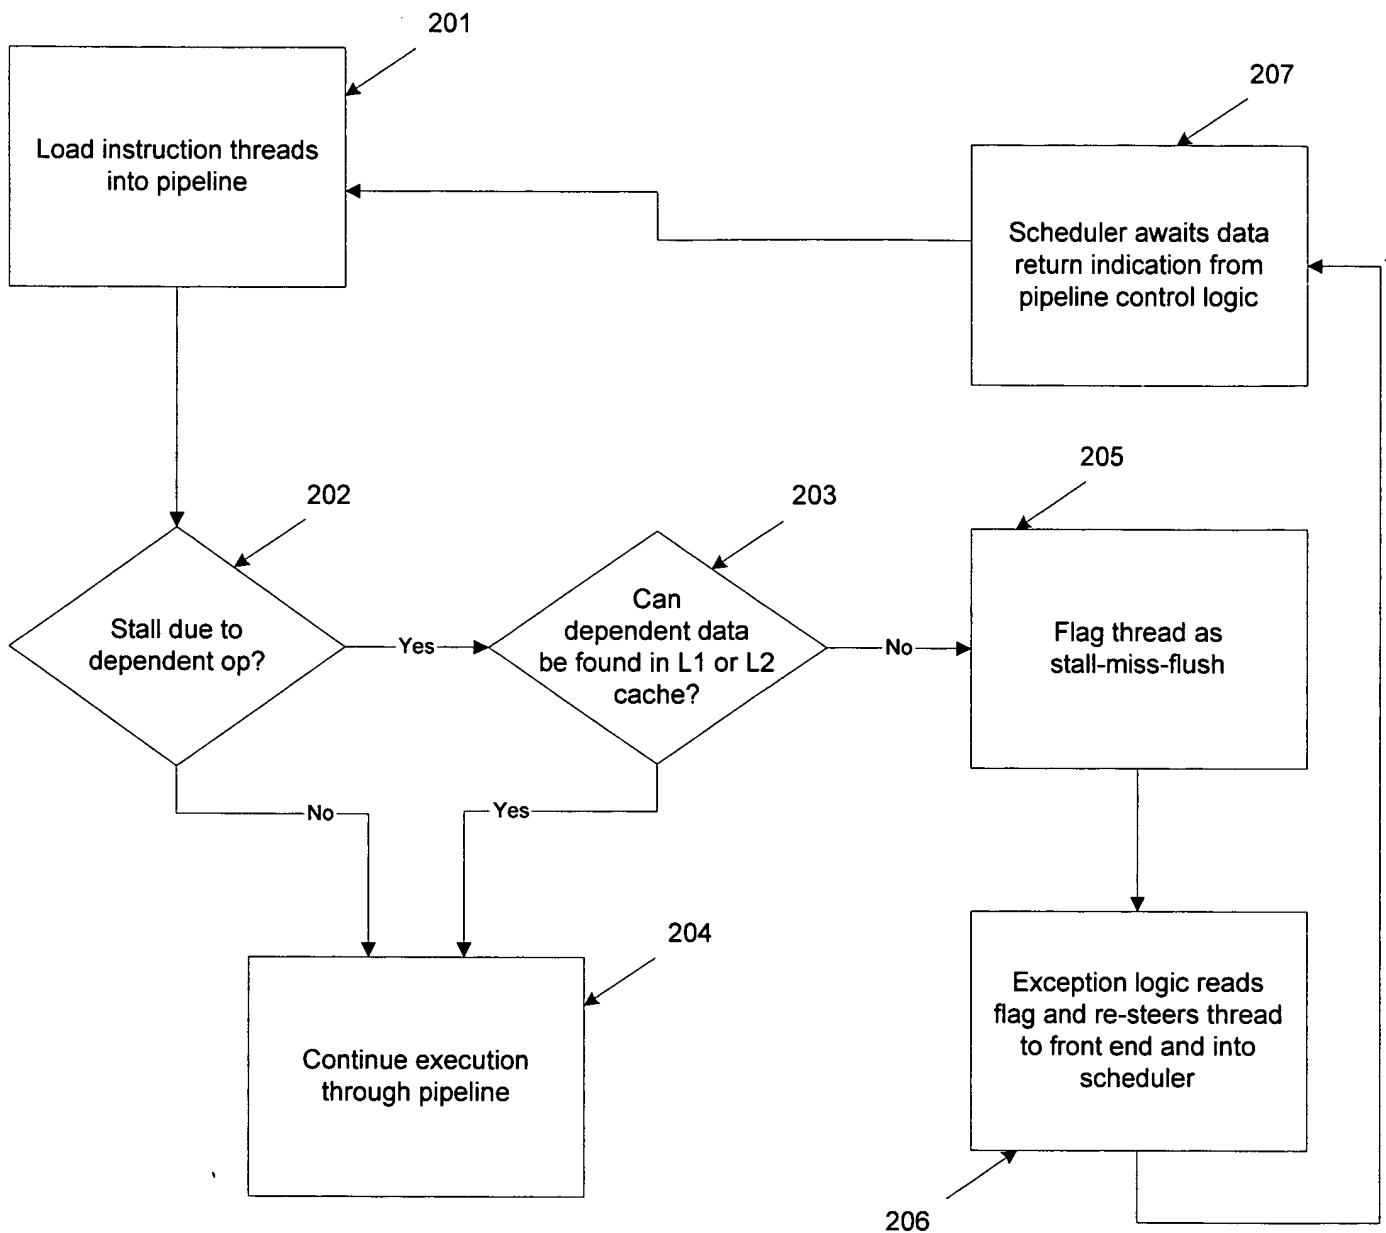 201
Load instruction threads
into pipeline
207
Scheduler awaits data
return indication from
pipeline control logic
202
Stall due to
dependent op?
Yes
203
Can
dependent data
be found in L1 or L2
cache?
No
205
Flag thread as
stall-miss-flush
No
Yes
204
Continue execution
through pipeline
Exception logic reads
flag and re-steers thread
to front end and into
scheduler
206